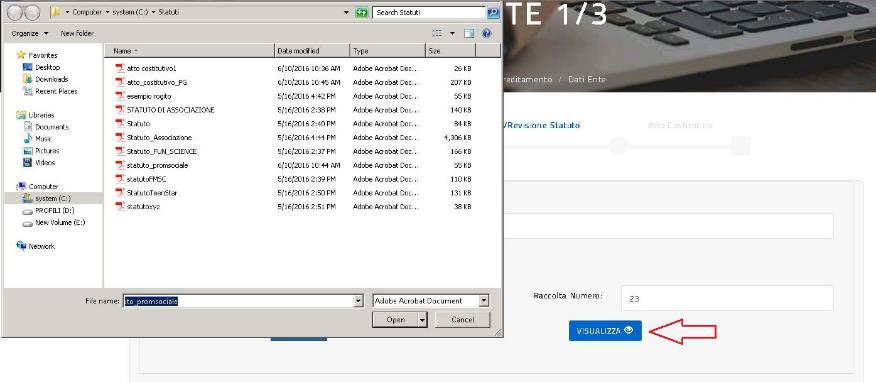 Computer ▸ system (C:) ▸ Statuti
Search Statuti
TE 1/3
Organize New Folder
creditamento / Dati Ente
Name Date modified Type Size
Favorites
Desktop
Downloads
Recent Places
Libraries
Documents
Music
Pictures
Videos
Computer
system (C:)
PROFILI (D:)
New Volume (E:)
Network
atto costitutivo1 6/10/2016 10:36 AM Adobe Acrobat Doc... 26 KB
atto_costitutivo_PG 6/10/2016 10:45 AM Adobe Acrobat Doc... 207 KB
esempio rogito 5/10/2016 4:42 PM Adobe Acrobat Doc... 55 KB
STATUTO DI ASSOCIAZIONE 5/16/2016 2:38 PM Adobe Acrobat Doc... 140 KB
Statuto 5/16/2016 2:40 PM Adobe Acrobat Doc... 84 KB
Statuto_Associazione 5/16/2016 4:44 PM Adobe Acrobat Doc... 4,306 KB
Statuto_FUN_SCIENCE 5/16/2016 2:37 PM Adobe Acrobat Doc... 166 KB
statuto_promsociale 6/10/2016 10:44 AM Adobe Acrobat Doc... 55 KB
statutoFMSC 5/16/2016 2:39 PM Adobe Acrobat Doc... 110 KB
StatutoTeenStar 5/16/2016 2:50 PM Adobe Acrobat Doc... 131 KB
statutoxyz 5/16/2016 2:51 PM Adobe Acrobat Doc... 38 KB
/Revisione Statuto
Atto Costitutivo
File name: to_promsociale Adobe Acrobat Document
Open Cancel
Raccolta Numero: 23
VISUALIZZA